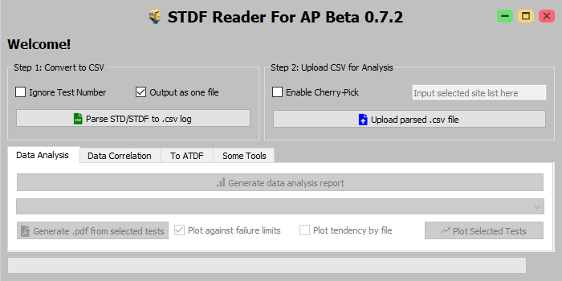 STDF Reader For AP Beta 0.7.2
Welcome!
Step 1: Convert to CSV
Ignore Test Number
Output as one file
Parse STD/STDF to .csv log
Step 2: Upload CSV for Analysis
Enable Cherry-Pick
Input selected site list here
Upload parsed .csv file
Data Analysis
Data Correlation
To ATDF
Some Tools
Generate data analysis report
Generate .pdf from selected tests
Plot against failure limits
Plot tendency by file
Plot Selected Tests